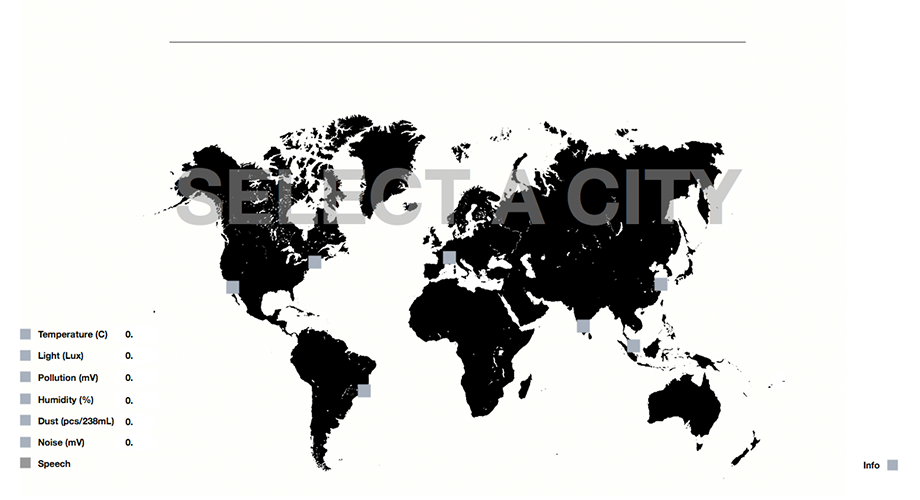 SELECT A CITY
Temperature (C) 0.
Light (Lux) 0.
Pollution (mV) 0.
Humidity (%) 0.
Dust (pcs/238mL) 0.
Noise (mV) 0.
Speech
Info